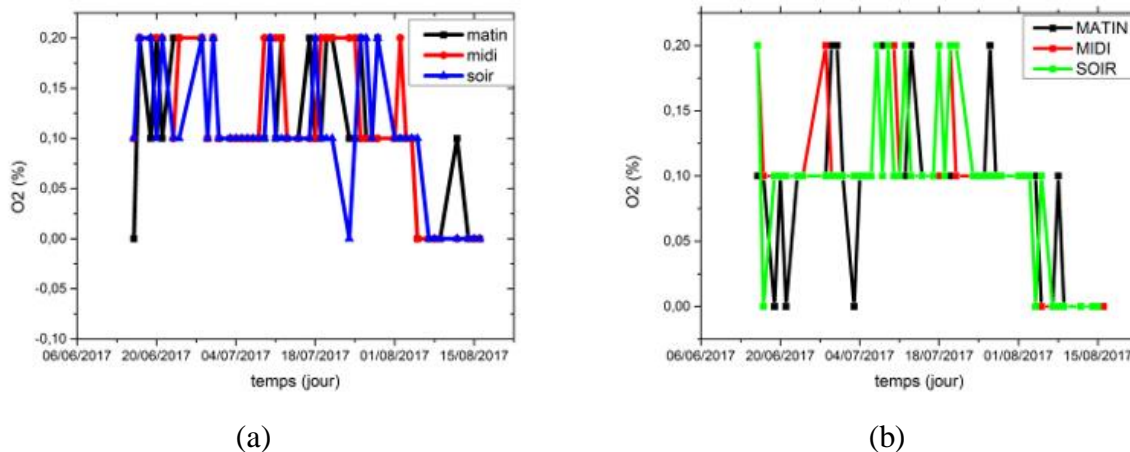 0,20
0,15
0,10
0,05
0,00
-0,05
-0,10
O2 (%)
matin
midi
soir
06/06/2017 20/06/2017 04/07/2017 18/07/2017 01/08/2017 15/08/2017
temps (jour)
(a)
0,20
0,15
0,10
0,05
0,00
O2 (%)
MATIN
MIDI
SOIR
06/06/2017 20/06/2017 04/07/2017 18/07/2017 01/08/2017 15/08/2017
temps (jour)
(b)